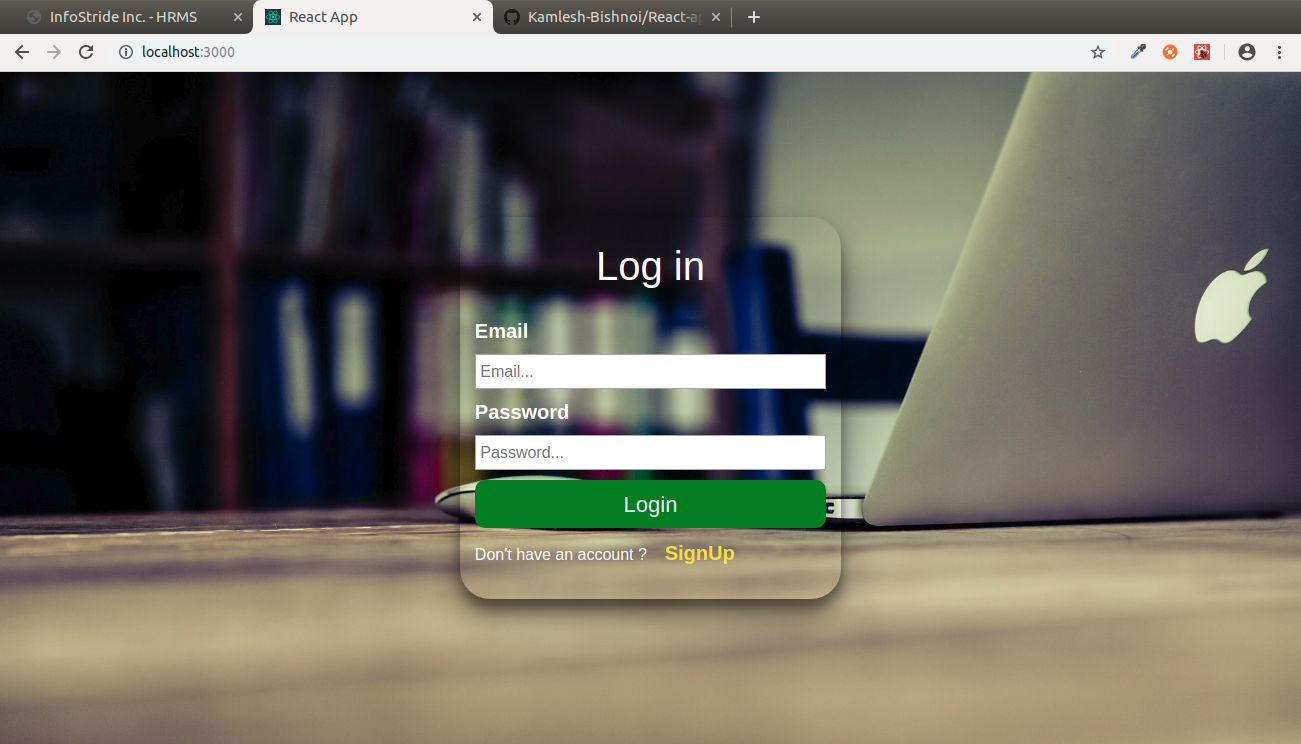 InfoStride Inc. - HRMS
React App
Kamlesh-Bishnoi/React-ap
localhost:3000
Log in
Email
Email...
Password
Password...
Login
Don't have an account ? SignUp